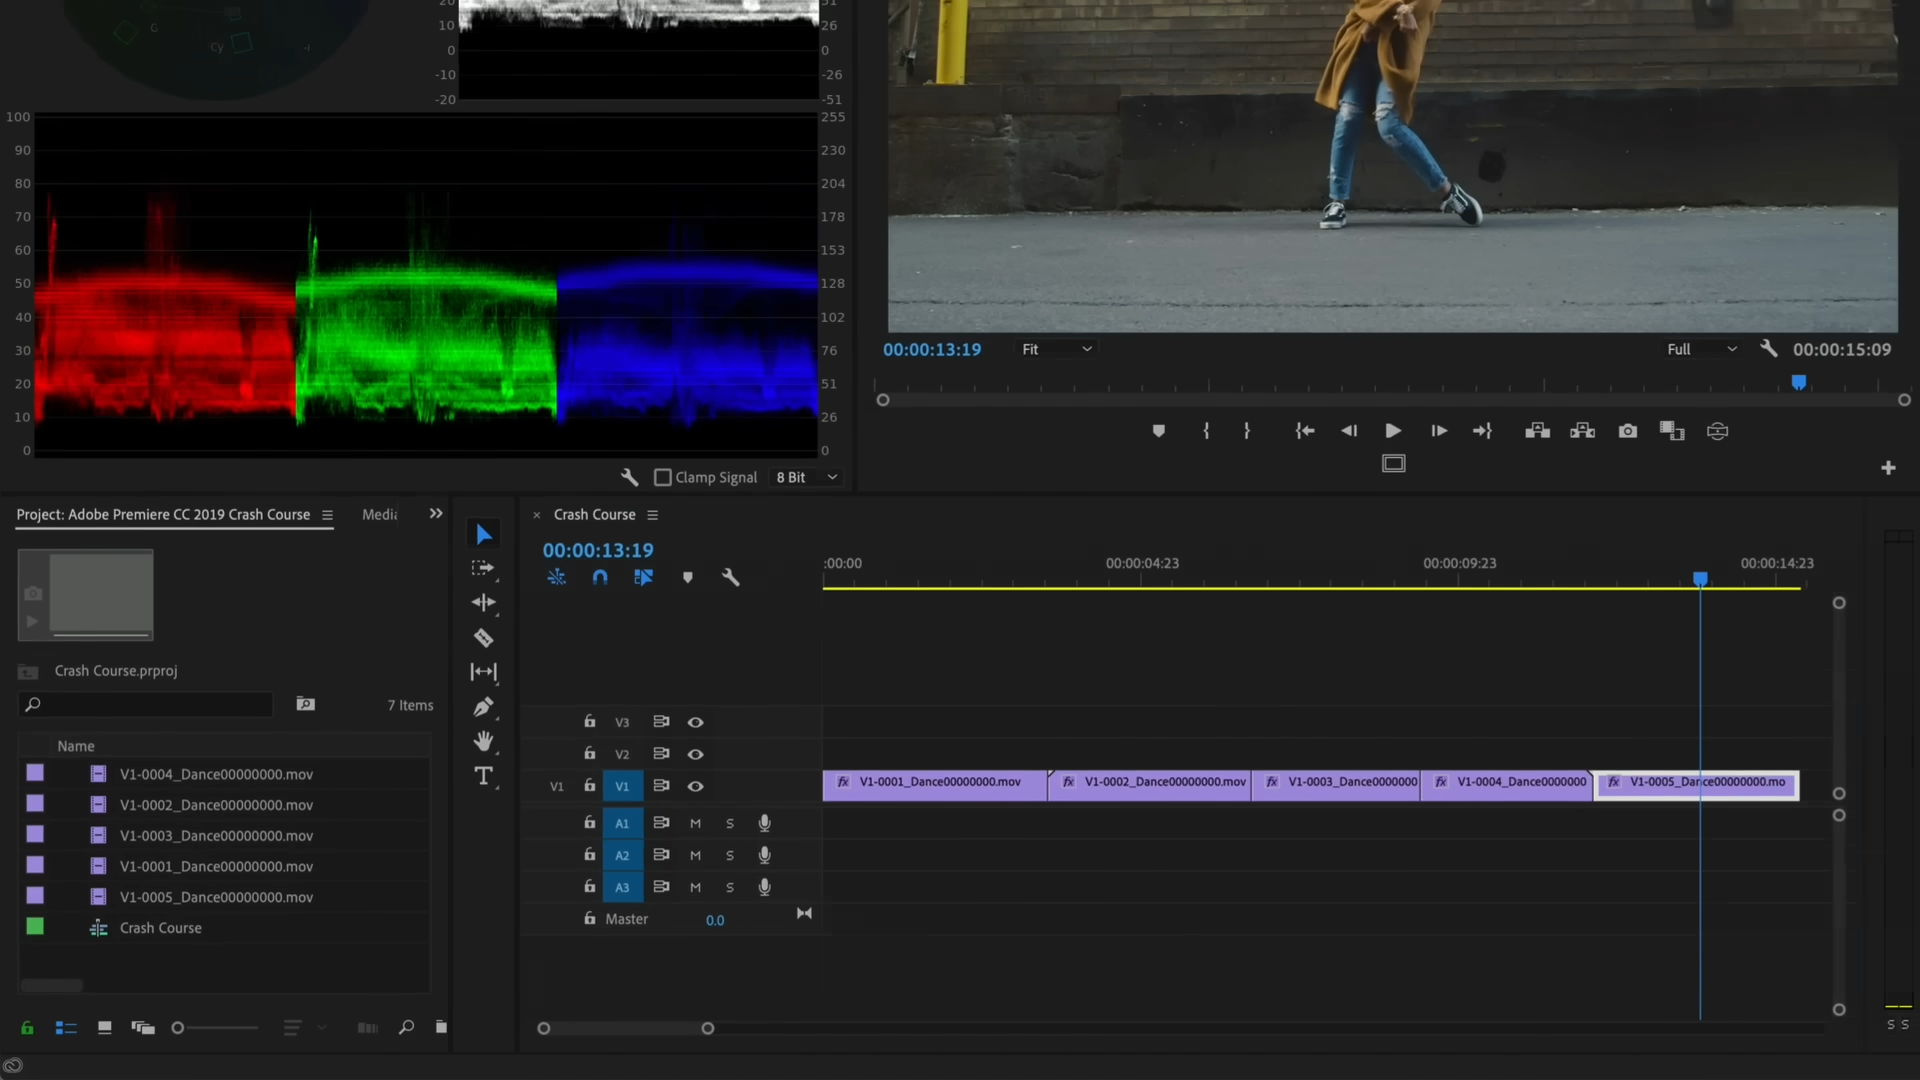 G
Cy
20
10
0
-10
-20
51
26
0
-26
-51
100
90
80
70
60
50
40
30
20
10
0
255
230
204
178
153
128
102
76
51
26
0
Clamp Signal
8 Bit
00:00:13:19
Fit
Full
00:00:15:09
Project: Adobe Premiere CC 2019 Crash Course
Media
Crash Course.prproj
7 Items
Name
V1-0004_Dance00000000.mov
V1-0002_Dance00000000.mov
V1-0003_Dance00000000.mov
V1-0001_Dance00000000.mov
V1-0005_Dance00000000.mov
Crash Course
T
× Crash Course
00:00:13:19
:00:00
00:00:04:23
00:00:09:23
00:00:14:23
V3
V2
V1 V1
fx V1-0001_Dance00000000.mov
fx V1-0002_Dance00000000.mov
fx V1-0003_Dance0000000
fx V1-0004_Dance0000000
fx V1-0005_Dance00000000.mo
A1 M S
A2 M S
A3 M S
Master 0.0
S S